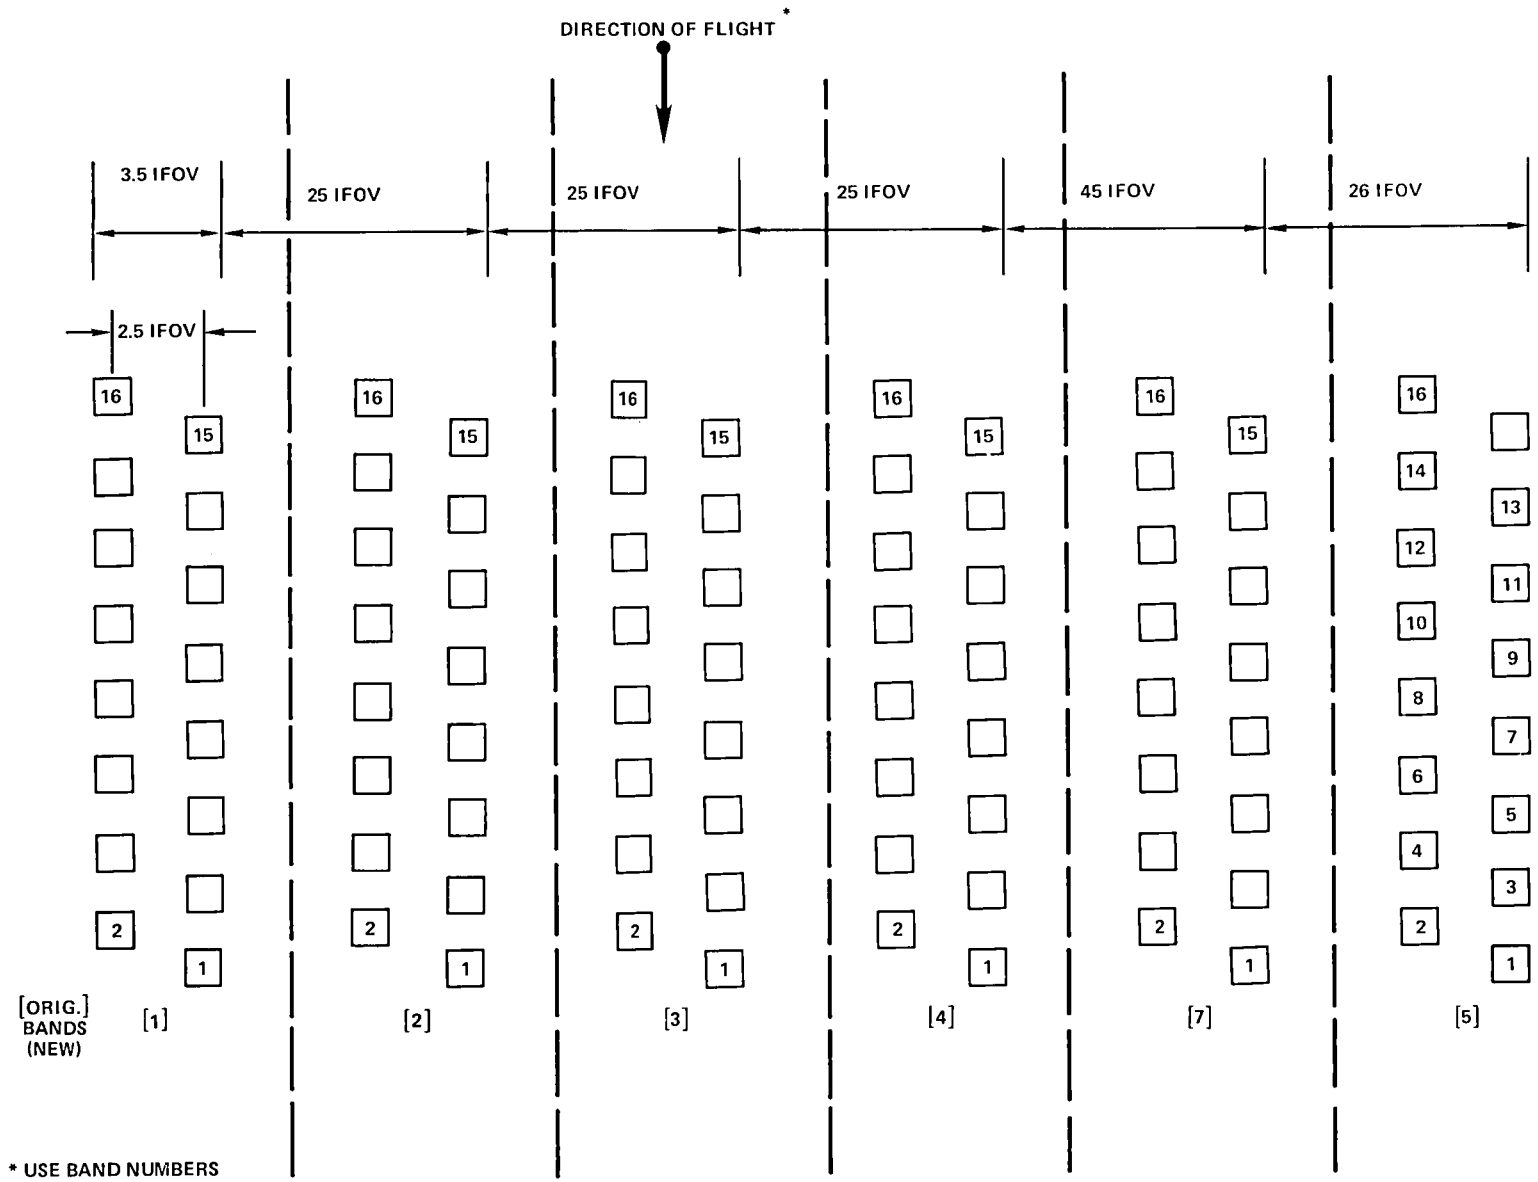 DIRECTION OF FLIGHT *
3.5 IFOV 25 IFOV 25 IFOV 25 IFOV 45 IFOV 26 IFOV
2.5 IFOV
16 16 16 16 16 16
15 15 15 15 15
14
13
12
11
10
9
8
7
6
5
4
3
2 2 2 2 2 2
1 1 1 1 1 1
[ORIG.]
BANDS
(NEW)
[1] [2] [3] [4] [7] [5]
* USE BAND NUMBERS